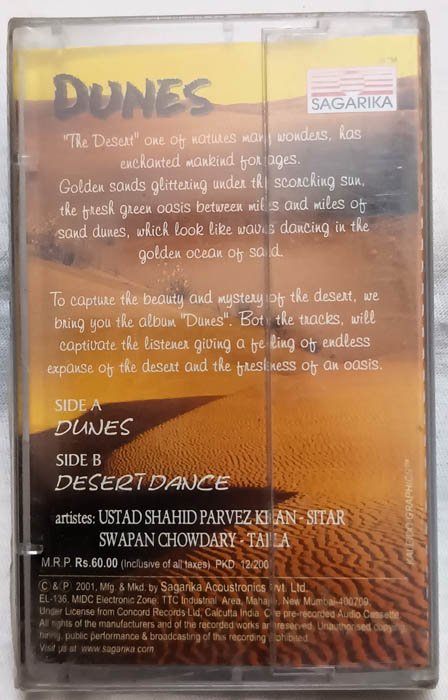 DUNES
SAGARIKA
"The Desert" one of natures many wonders, has
enchanted mankind for ages.
Golden sands glittering under the scorching sun,
the fresh green oasis between miles and miles of
sand dunes, which look like waves dancing in the
golden ocean of sand.
To capture the beauty and mystery of the desert, we
bring you the album "Dunes". Both the tracks, will
captivate the listener giving a feeling of endless
expanse of the desert and the freshness of an oasis.
SIDE A
DUNES
SIDE B
DESERT DANCE
artistes: USTAD SHAHID PARVEZ KHAN - SITAR
SWAPAN CHOWDARY - TABLA
M.R.P. Rs.60.00 (Inclusive of all taxes) PKD. 12/200
© & ℗ 2001, Mfg. & Mkd. by Sagarika Acoustronics Pvt. Ltd.
EL-136, MIDC Electronic Zone, TTC Industrial Area, Mahape, New Mumbai-400709
Under License from Concord Records Ltd, Calcutta India. One pre-recorded Audio Cassette.
All rights of the manufacturers and of the recorded works are reserved. Unauthorised copying
hiring, public performance & broadcasting of this recording prohibited.
Visit us at www.sagarika.com
KALEIDO GRAPHICS™